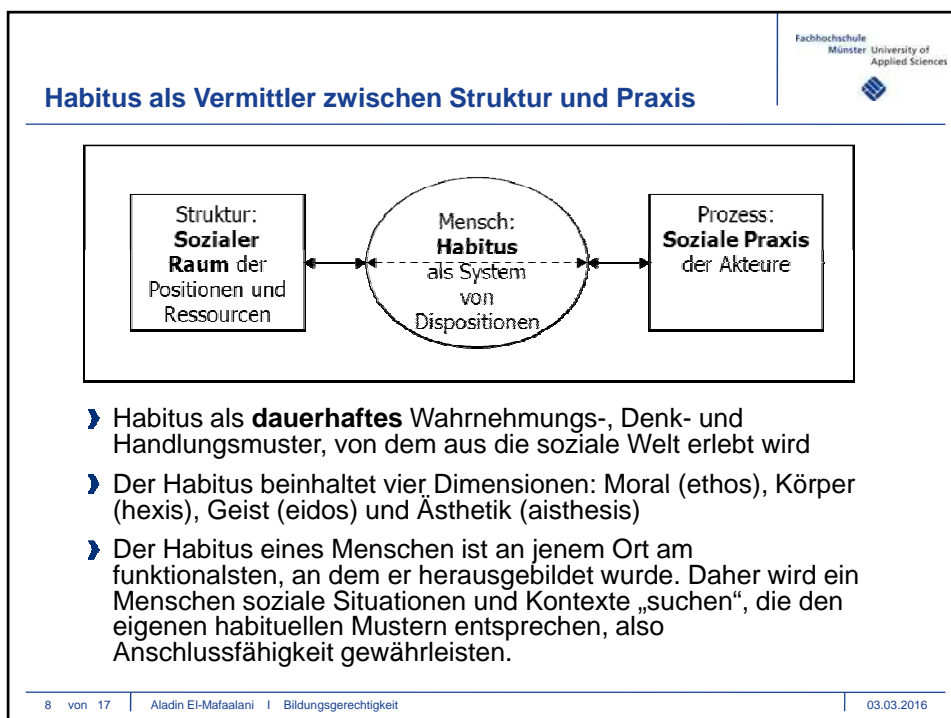 Fachhochschule
Münster University of
Applied Sciences
Habitus als Vermittler zwischen Struktur und Praxis
Struktur:
Sozialer
Raum der
Positionen und
Ressourcen
Mensch:
Habitus
als System
von
Dispositionen
Prozess:
Soziale Praxis
der Akteure
Habitus als dauerhaftes Wahrnehmungs-, Denk- und
Handlungsmuster, von dem aus die soziale Welt erlebt wird
Der Habitus beinhaltet vier Dimensionen: Moral (ethos), Körper
(hexis), Geist (eidos) und Ästhetik (aisthesis)
Der Habitus eines Menschen ist an jenem Ort am
funktionalsten, an dem er herausgebildet wurde. Daher wird ein
Menschen soziale Situationen und Kontexte „suchen“, die den
eigenen habituellen Mustern entsprechen, also
Anschlussfähigkeit gewährleisten.
8 von 17 Aladin El-Mafaalani I Bildungsgerechtigkeit 03.03.2016